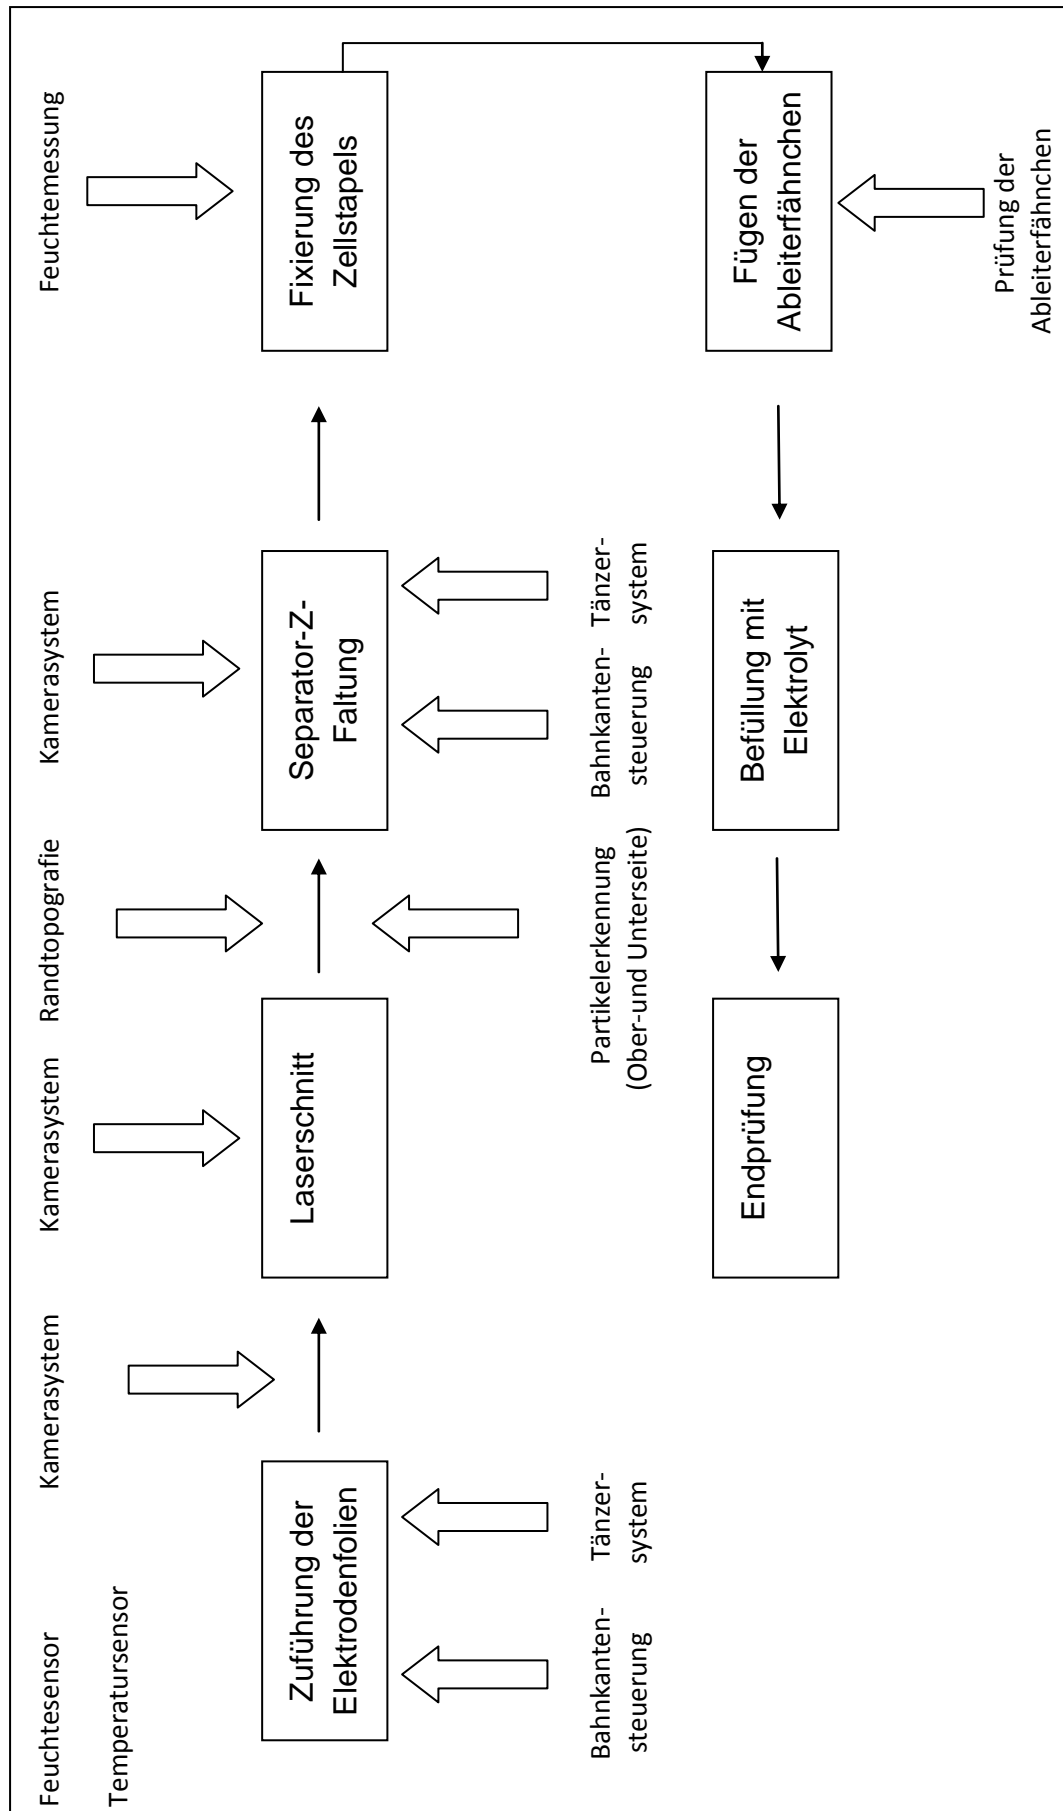 Feuchtesensor
Temperatursensor
Kamerasystem
Kamerasystem
Randtopografie
Kamerasystem
Feuchtemessung
Zuführung der
Elektrodenfolien
Laserschnitt
Separator-Z-
Faltung
Fixierung des
Zellstapels
Bahnkanten-
steuerung
Tänzer-
system
Partikelerkennung
(Ober-und Unterseite)
Bahnkanten-
steuerung
Tänzer-
system
Endprüfung
Befüllung mit
Elektrolyt
Fügen der
Ableiterfähnchen
Prüfung der
Ableiterfähnchen